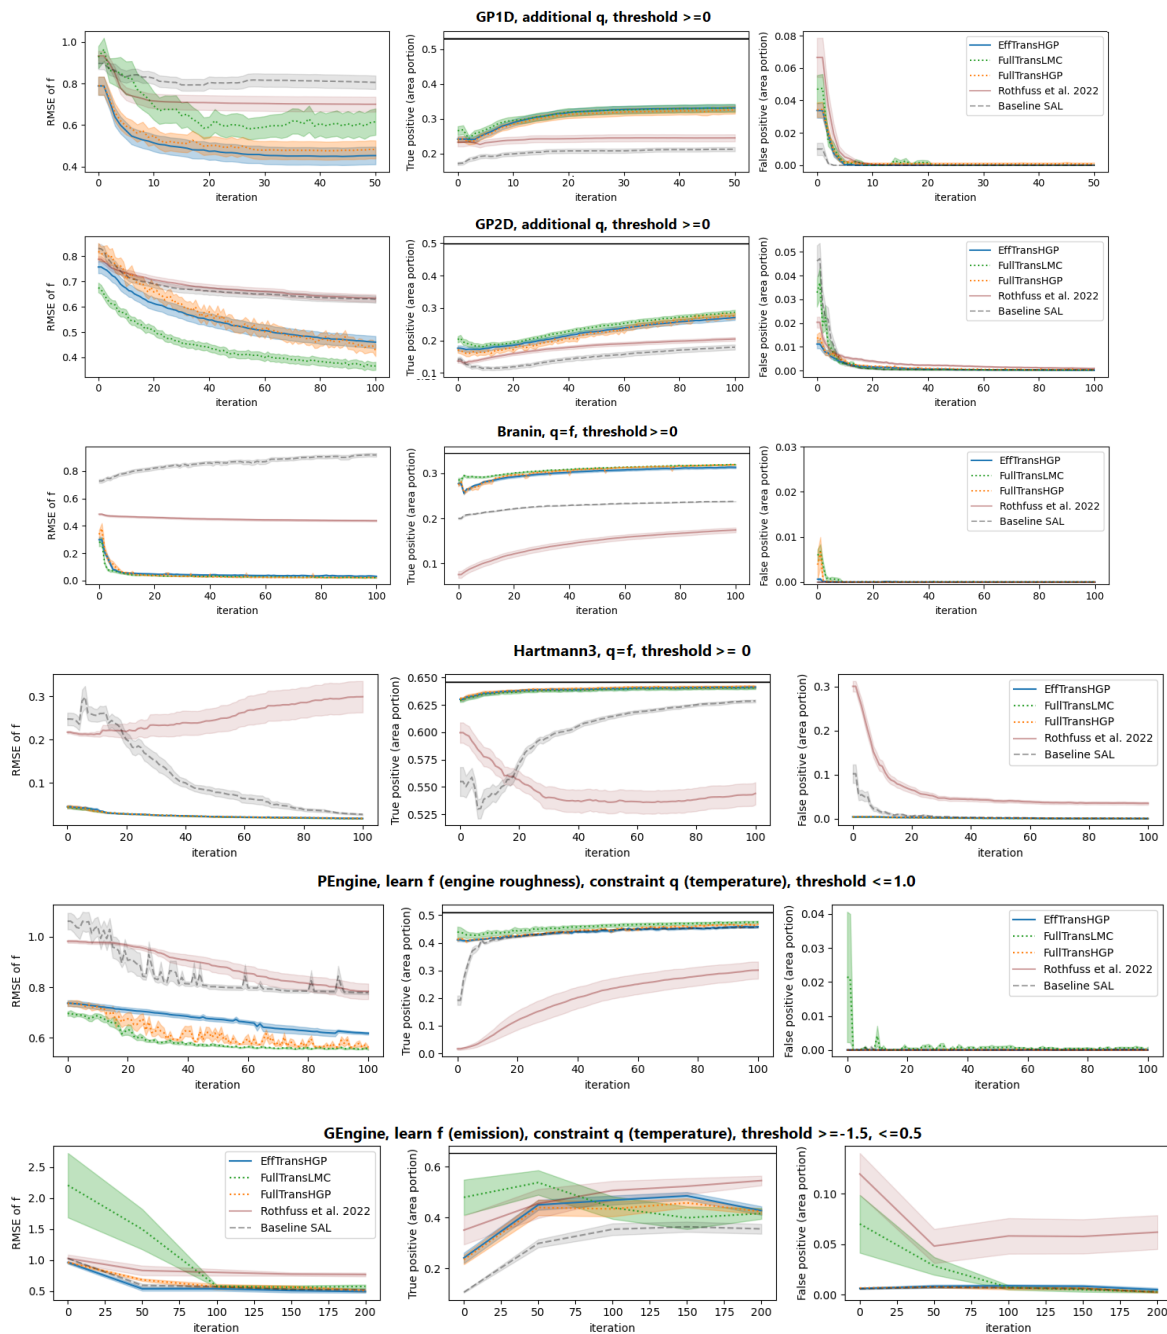 GP1D, additional q, threshold >=0
RMSE of f
1.0
0.8
0.6
0.4
0 10 20 30 40 50
iteration
True positive (area portion)
0.5
0.4
0.3
0.2
0 10 20 30 40 50
iteration
False positive (area portion)
0.08
0.06
0.04
0.02
0.00
0 10 20 30 40 50
iteration
EffTransHGP
FullTransLMC
FullTransHGP
Rothfuss et al. 2022
Baseline SAL
GP2D, additional q, threshold >=0
RMSE of f
0.8
0.7
0.6
0.5
0.4
0 20 40 60 80 100
iteration
True positive (area portion)
0.5
0.4
0.3
0.2
0.1
0 20 40 60 80 100
iteration
False positive (area portion)
0.05
0.04
0.03
0.02
0.01
0.00
0 20 40 60 80 100
iteration
EffTransHGP
FullTransLMC
FullTransHGP
Rothfuss et al. 2022
Baseline SAL
Branin, q=f, threshold>=0
RMSE of f
0.8
0.6
0.4
0.2
0.0
0 20 40 60 80 100
iteration
True positive (area portion)
0.3
0.2
0.1
0 20 40 60 80 100
iteration
False positive (area portion)
0.03
0.02
0.01
0.00
0 20 40 60 80 100
iteration
EffTransHGP
FullTransLMC
FullTransHGP
Rothfuss et al. 2022
Baseline SAL
Hartmann3, q=f, threshold >= 0
RMSE of f
0.3
0.2
0.1
0 20 40 60 80 100
iteration
True positive (area portion)
0.650
0.625
0.600
0.575
0.550
0.525
0 20 40 60 80 100
iteration
False positive (area portion)
0.3
0.2
0.1
0.0
0 20 40 60 80 100
iteration
EffTransHGP
FullTransLMC
FullTransHGP
Rothfuss et al. 2022
Baseline SAL
PEngine, learn f (engine roughness), constraint q (temperature), threshold <=1.0
RMSE of f
1.0
0.8
0.6
0 20 40 60 80 100
iteration
True positive (area portion)
0.5
0.4
0.3
0.2
0.1
0.0
0 20 40 60 80 100
iteration
False positive (area portion)
0.04
0.03
0.02
0.01
0.00
0 20 40 60 80 100
iteration
EffTransHGP
FullTransLMC
FullTransHGP
Rothfuss et al. 2022
Baseline SAL
GEngine, learn f (emission), constraint q (temperature), threshold >=-1.5, <=0.5
RMSE of f
2.5
2.0
1.5
1.0
0.5
0 25 50 75 100 125 150 175 200
iteration
EffTransHGP
FullTransLMC
FullTransHGP
Rothfuss et al. 2022
Baseline SAL
True positive (area portion)
0.6
0.4
0.2
0 25 50 75 100 125 150 175 200
iteration
False positive (area portion)
0.10
0.05
0.00
0 25 50 75 100 125 150 175 200
iteration